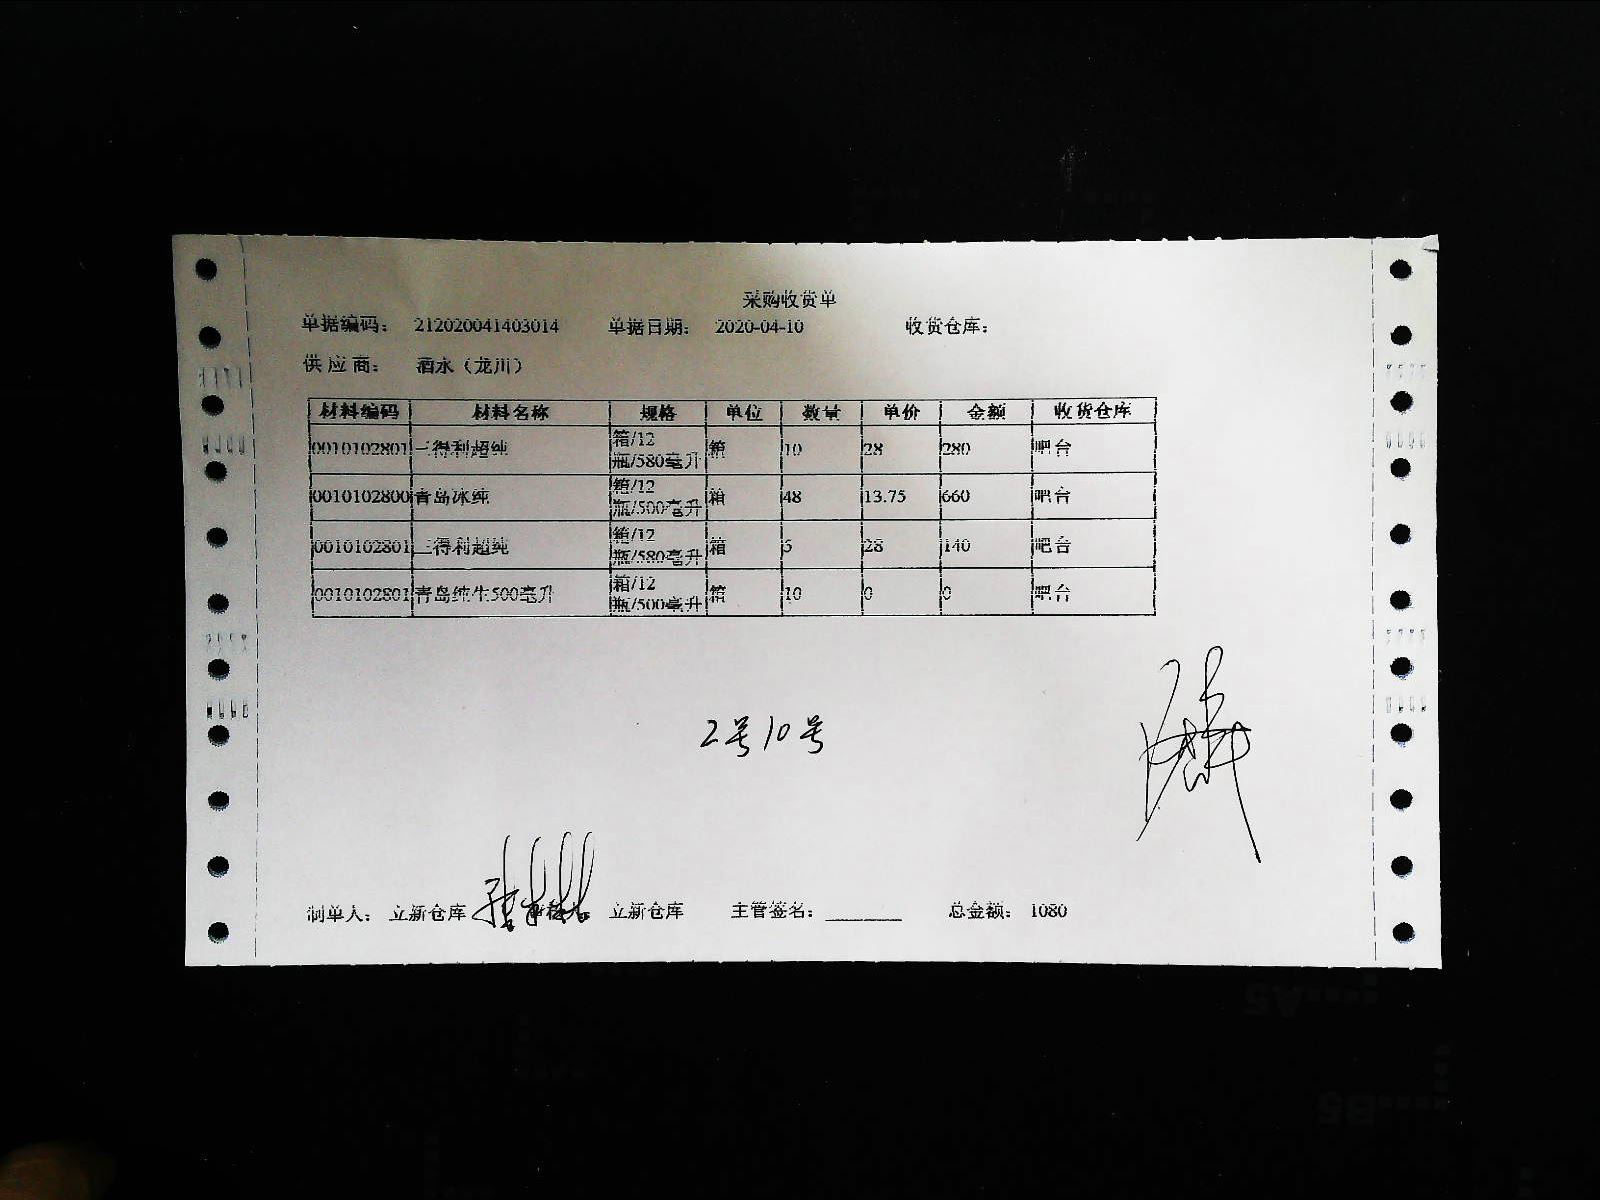 采购收货单
单据编码: 212020041403014 单据日期: 2020-04-10 收货仓库:
供应商: 酒水（龙川）
材料编码 材料名称 规格 单位 数量 单价 金额 收货仓库
0010102801 三得利超纯 箱/12瓶/580毫升 箱 10 28 280 吧台
0010102800 青岛冰纯 箱/12瓶/500毫升 箱 48 13.75 660 吧台
0010102801 三得利超纯 箱/12瓶/580毫升 箱 5 28 140 吧台
0010102801 青岛纯生500毫升 箱/12瓶/500毫升 箱 10 0 0 吧台
2号10号
制单人: 立新仓库 立新仓库 主管签名: 总金额: 1080